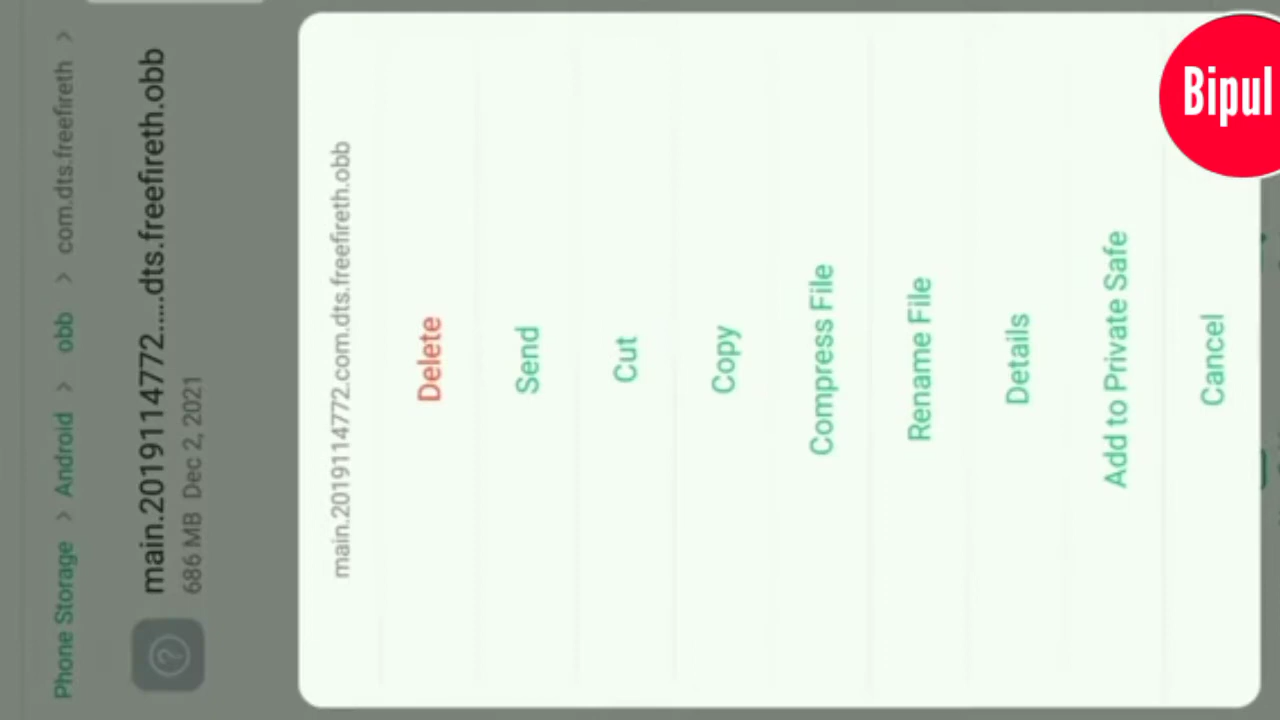 Phone Storage > Android > obb > com.dts.freefireth >
main.2019114772.....dts.freefireth.obb
686 MB Dec 2, 2021
main.2019114772.com.dts.freefireth.obb
Delete
Send
Cut
Copy
Compress File
Rename File
Details
Add to Private Safe
Cancel
Bipul